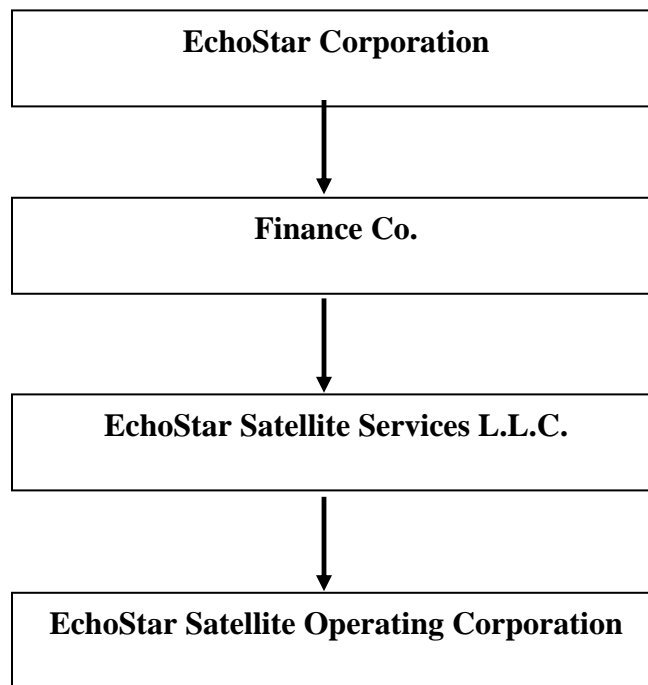 EchoStar Corporation
Finance Co.
EchoStar Satellite Services L.L.C.
EchoStar Satellite Operating Corporation